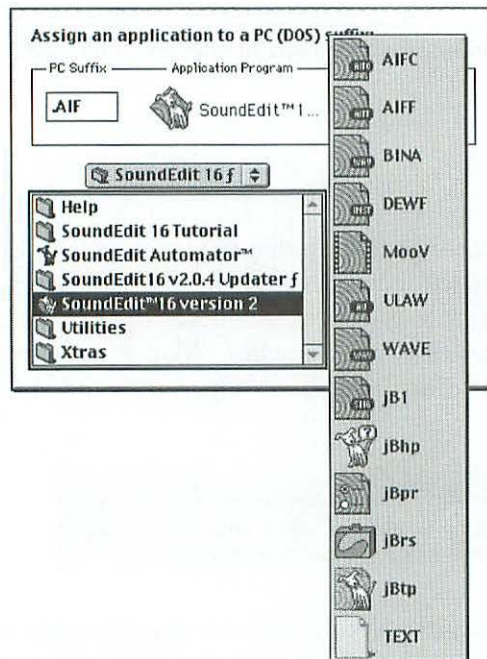 Assign an application to a PC (DOS) suffix
PC Suffix
Application Program
.AIF
SoundEdit™1...
SoundEdit 16 ƒ
Help
SoundEdit 16 Tutorial
SoundEdit Automator™
SoundEdit16 v2.0.4 Updater ƒ
SoundEdit™16 version 2
Utilities
Xtras
AIFC
AIFF
BINA
DEWF
MooV
ULAW
WAVE
jB1
jBhp
jBpr
jBrs
jBtp
TEXT